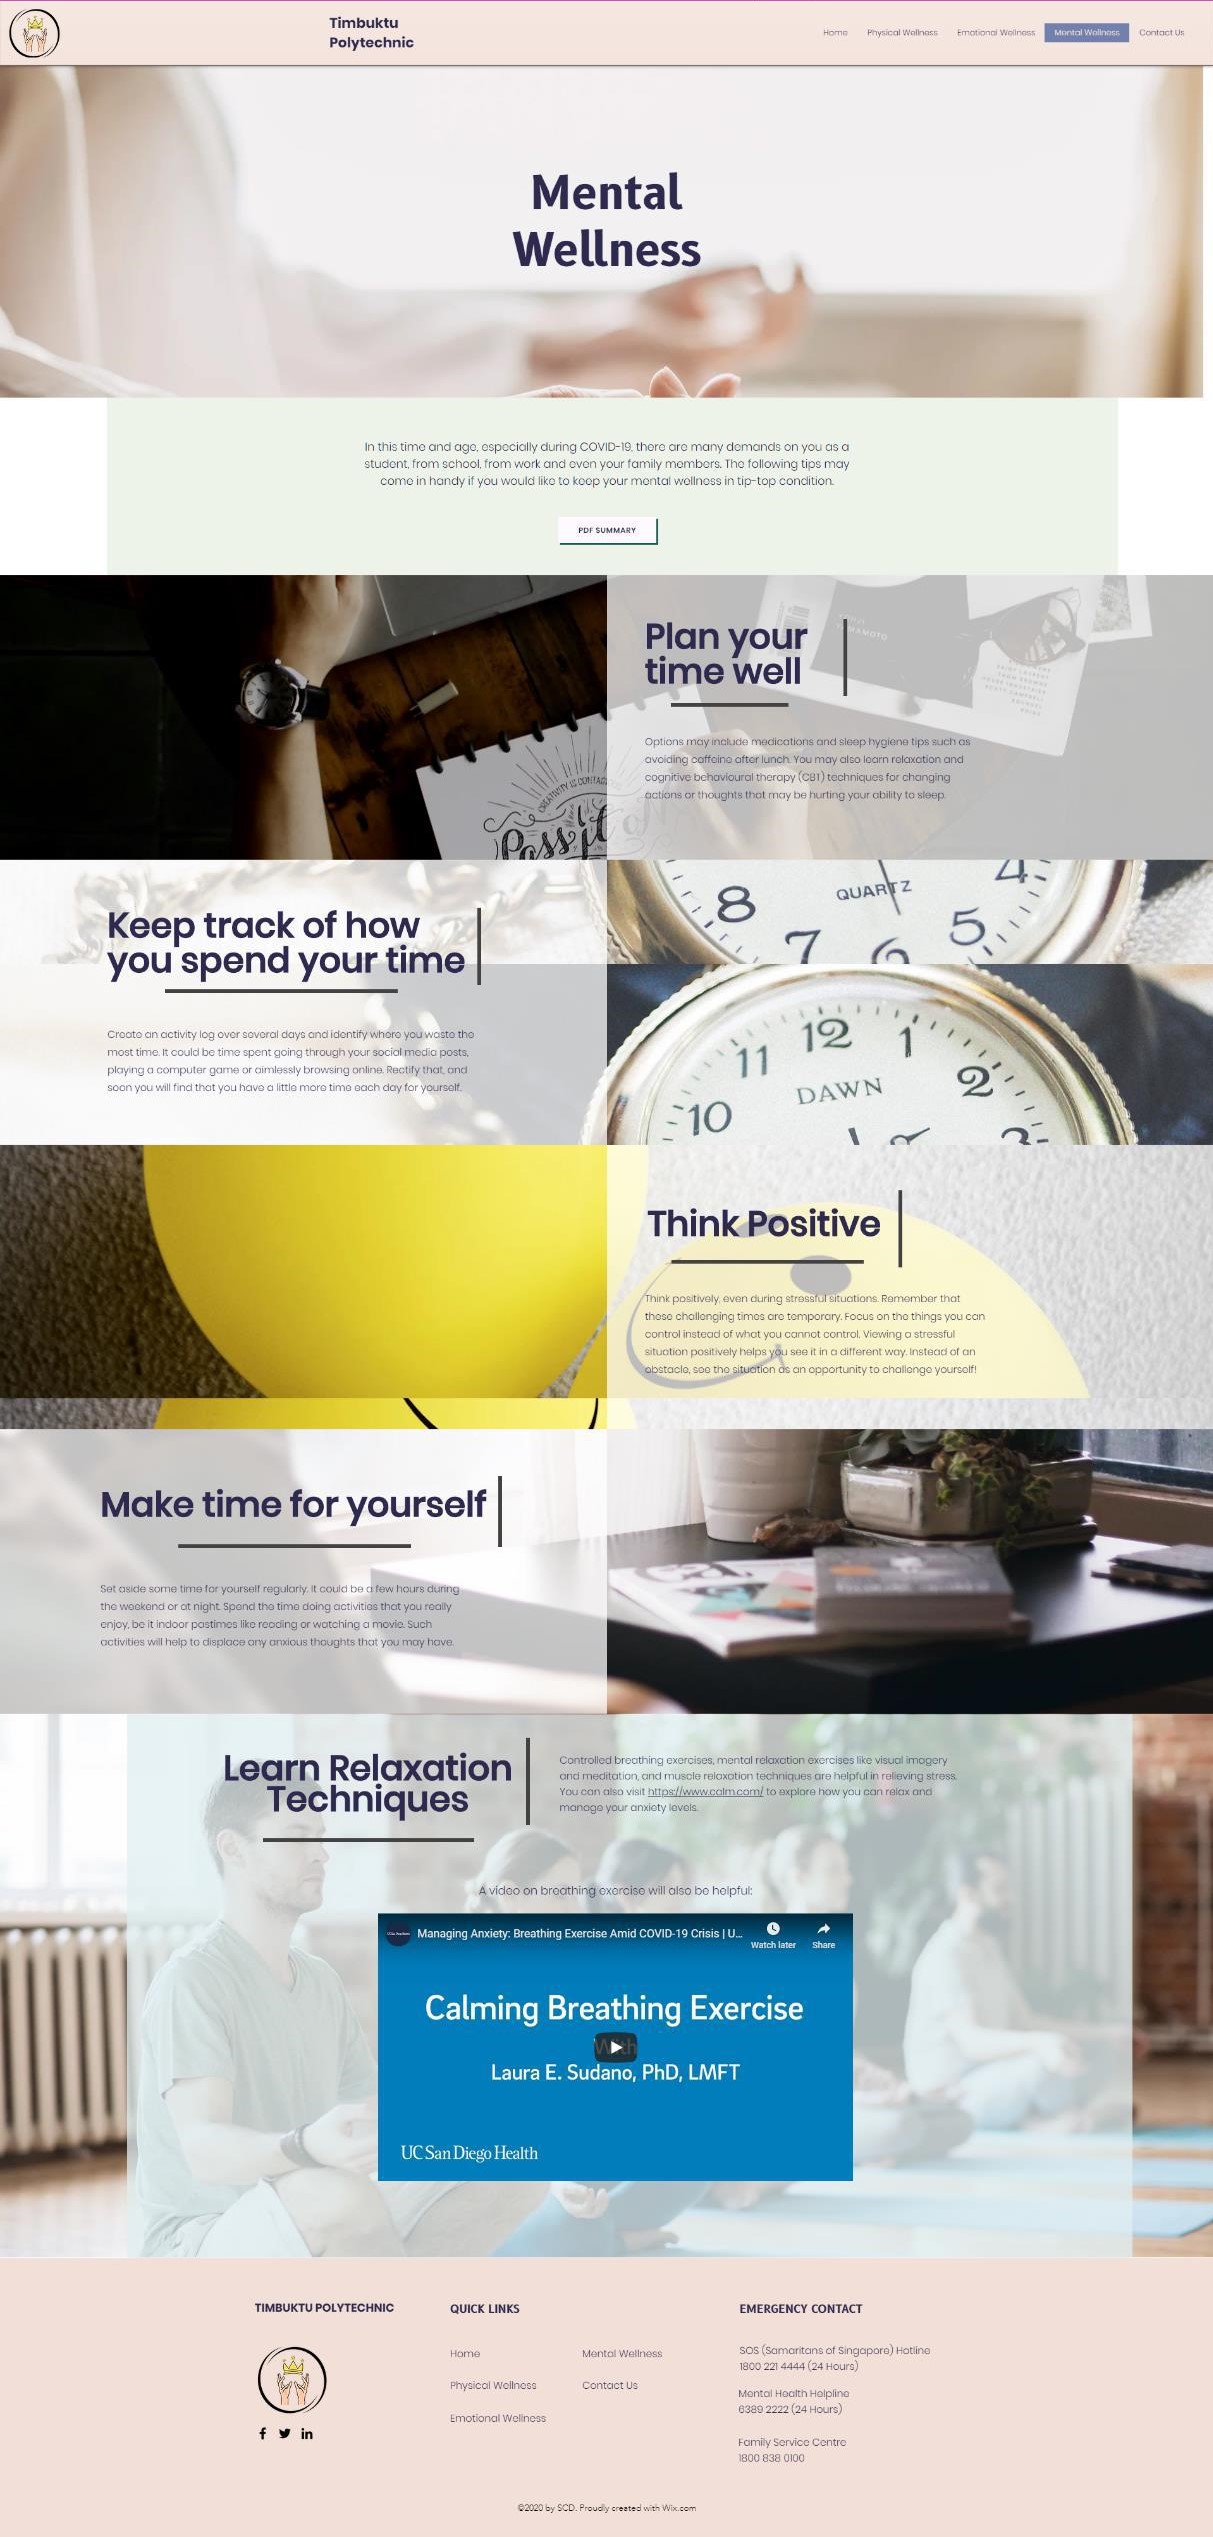 Timbuktu
Polytechnic
Home Physical Wellness Emotional Wellness Mental Wellness Contact Us
Mental
Wellness
In this time and age, especially during COVID-19, there are many demands on you as a
student, from school, from work and even your family members. The following tips may
come in handy if you would like to keep your mental wellness in tip-top condition.
PDF SUMMARY
CREATIVITY IS CONTAG
Plan your
time well
YAMAMOTO
Options may include medications and sleep hygiene tips such as
avoiding caffeine after lunch. You may also learn relaxation and
cognitive behavioural therapy (CBT) techniques for changing
actions or thoughts that may be hurting your ability to sleep.
Keep track of how
you spend your time
Create an activity log over several days and identify where you waste the
most time. It could be time spent going through your social media posts,
playing a computer game or aimlessly browsing online. Rectify that, and
soon you will find that you have a little more time each day for yourself.
8 QUARTZ 4
7 6 5
12 1
11 2
DAWN
10 3
Think Positive
Think positively, even during stressful situations. Remember that
these challenging times are temporary. Focus on the things you can
control instead of what you cannot control. Viewing a stressful
situation positively helps you see it in a different way. Instead of an
obstacle, see the situation as an opportunity to challenge yourself!
Make time for yourself
Set aside some time for yourself regularly. It could be a few hours during
the weekend or at night. Spend the time doing activities that you really
enjoy, be it indoor pastimes like reading or watching a movie. Such
activities will help to displace any anxious thoughts that you may have.
Learn Relaxation
Techniques
Controlled breathing exercises, mental relaxation exercises like visual imagery
and meditation, and muscle relaxation techniques are helpful in relieving stress.
You can also visit https://www.calm.com/ to explore how you can relax and
manage your anxiety levels.
A video on breathing exercise will also be helpful:
Managing Anxiety: Breathing Exercise Amid COVID-19 Crisis | U...
Watch later Share
Calming Breathing Exercise
With
Laura E. Sudano, PhD, LMFT
UC San Diego Health
TIMBUKTU POLYTECHNIC
QUICK LINKS
Home Mental Wellness
Physical Wellness Contact Us
Emotional Wellness
EMERGENCY CONTACT
SOS (Samaritans of Singapore) Hotline
1800 221 4444 (24 Hours)
Mental Health Helpline
6389 2222 (24 Hours)
Family Service Centre
1800 838 0100
©2020 by SCD. Proudly created with Wix.com